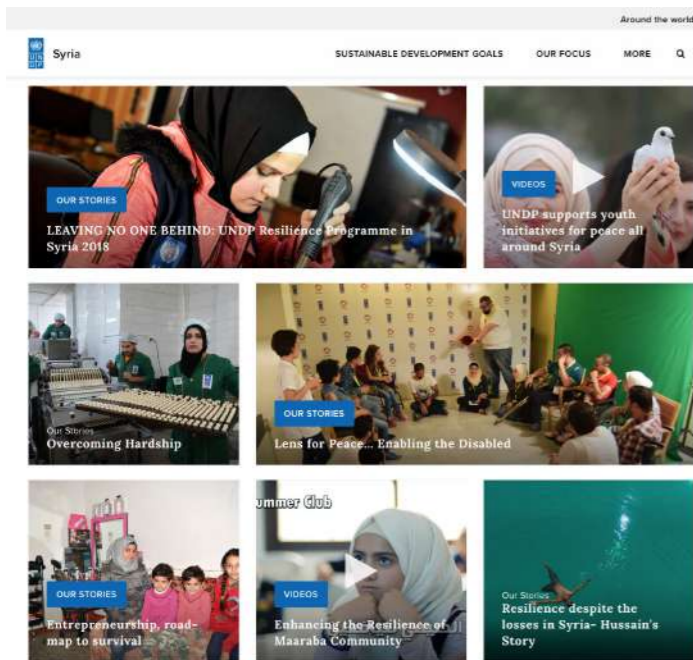 Around the world
UN
DP
Syria
SUSTAINABLE DEVELOPMENT GOALS
OUR FOCUS
MORE
OUR STORIES
LEAVING NO ONE BEHIND: UNDP Resilience Programme in
Syria 2018
VIDEOS
UNDP supports youth
initiatives for peace all
around Syria
Our Stories
Overcoming Hardship
OUR STORIES
Lens for Peace... Enabling the Disabled
OUR STORIES
Entrepreneurship, road-
map to survival
ummer Club
VIDEOS
Enhancing the Resilience of
Maaraba Community
Our Stories
Resilience despite the
losses in Syria- Hussain's
Story